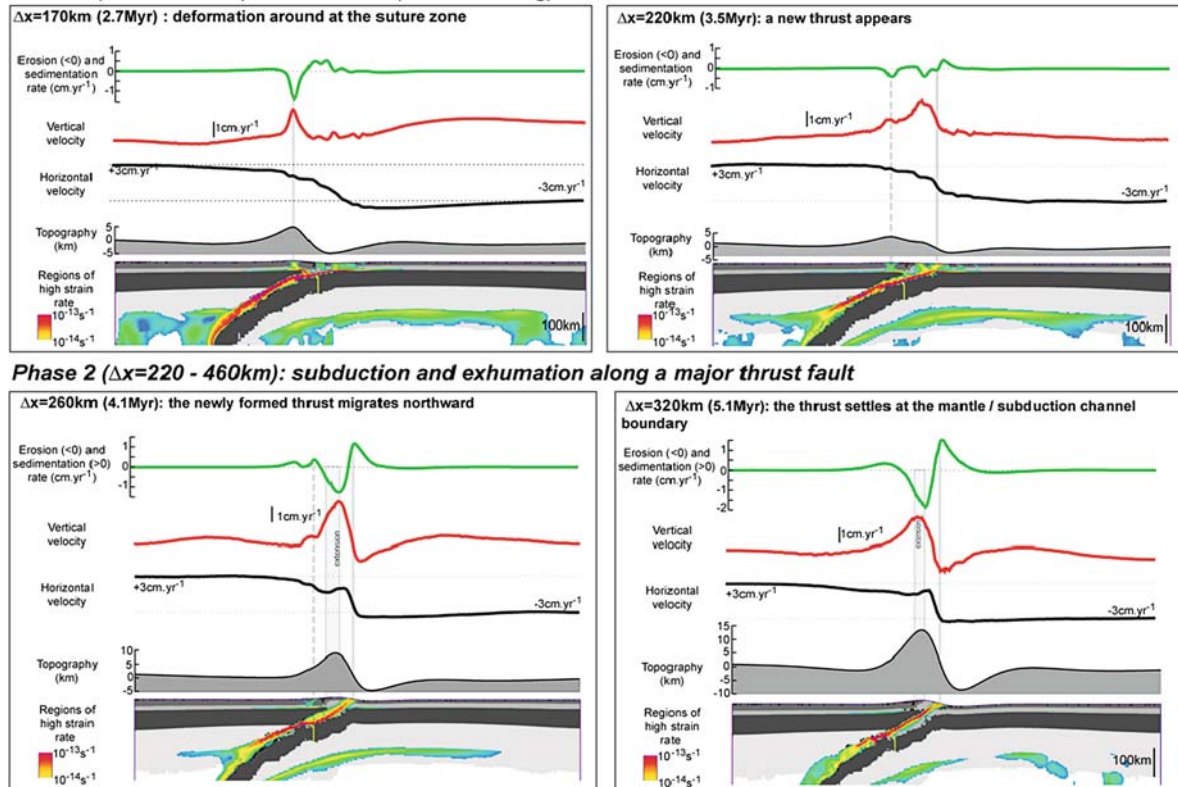 Δx=170km (2.7Myr) : deformation around at the suture zone
Erosion (<0) and
sedimentation
rate (cm.yr-1)
1
0
-1
Vertical
velocity
1cm.yr-1
Horizontal
velocity
+3cm.yr-1
-3cm.yr-1
Topography
(km)
5
0
-5
Regions of
high strain
rate
10-13s-1
10-14s-1
100km
Δx=220km (3.5Myr): a new thrust appears
Erosion (<0) and
sedimentation
rate (cm.yr-1)
1
0
-1
Vertical
velocity
1cm.yr-1
Horizontal
velocity
+3cm.yr-1
-3cm.yr-1
Topography
(km)
5
0
-5
Regions of
high strain
rate
10-13s-1
10-14s-1
100km
Phase 2 (Δx=220 - 460km): subduction and exhumation along a major thrust fault
Δx=260km (4.1Myr): the newly formed thrust migrates northward
Erosion (<0) and
sedimentation (>0)
rate (cm.yr-1)
1
0
-1
Vertical
velocity
1cm.yr-1
extension
Horizontal
velocity
+3cm.yr-1
-3cm.yr-1
Topography
(km)
10
5
0
-5
Regions of
high strain
rate
10-13s-1
10-14s-1
Δx=320km (5.1Myr): the thrust settles at the mantle / subduction channel
boundary
Erosion (<0) and
sedimentation (>0)
rate (cm.yr-1)
1
0
-1
-2
Vertical
velocity
1cm.yr-1
extension
Horizontal
velocity
+3cm.yr-1
-3cm.yr-1
Topography
(km)
15
10
5
0
-5
-10
Regions of
high strain
rate
10-13s-1
10-14s-1
100km